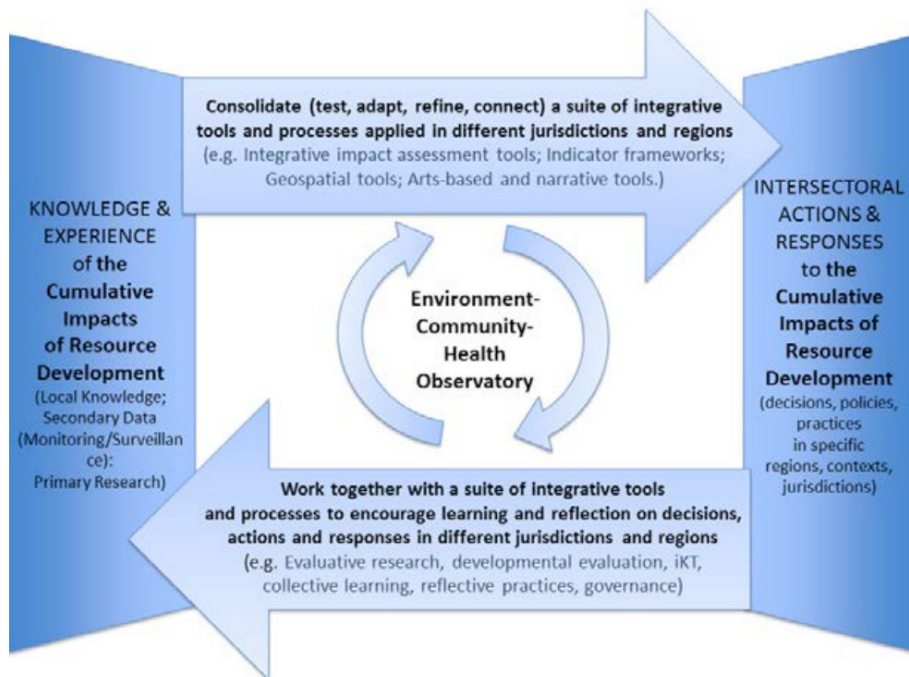 Consolidate (test, adapt, refine, connect) a suite of integrative
tools and processes applied in different jurisdictions and regions
(e.g. Integrative impact assessment tools; Indicator frameworks;
Geospatial tools; Arts-based and narrative tools.)
KNOWLEDGE &
EXPERIENCE
of the
Cumulative
Impacts
of Resource
Development
(Local Knowledge;
Secondary Data
(Monitoring/Surveillan
ce):
Primary Research)
Environment-
Community-
Health
Observatory
INTERSECTORAL
ACTIONS &
RESPONSES
to the
Cumulative
Impacts of
Resource
Development
(decisions, policies,
practices
in specific
regions, contexts,
jurisdictions)
Work together with a suite of integrative tools
and processes to encourage learning and reflection on decisions,
actions and responses in different jurisdictions and regions
(e.g. Evaluative research, developmental evaluation, iKT,
collective learning, reflective practices, governance)